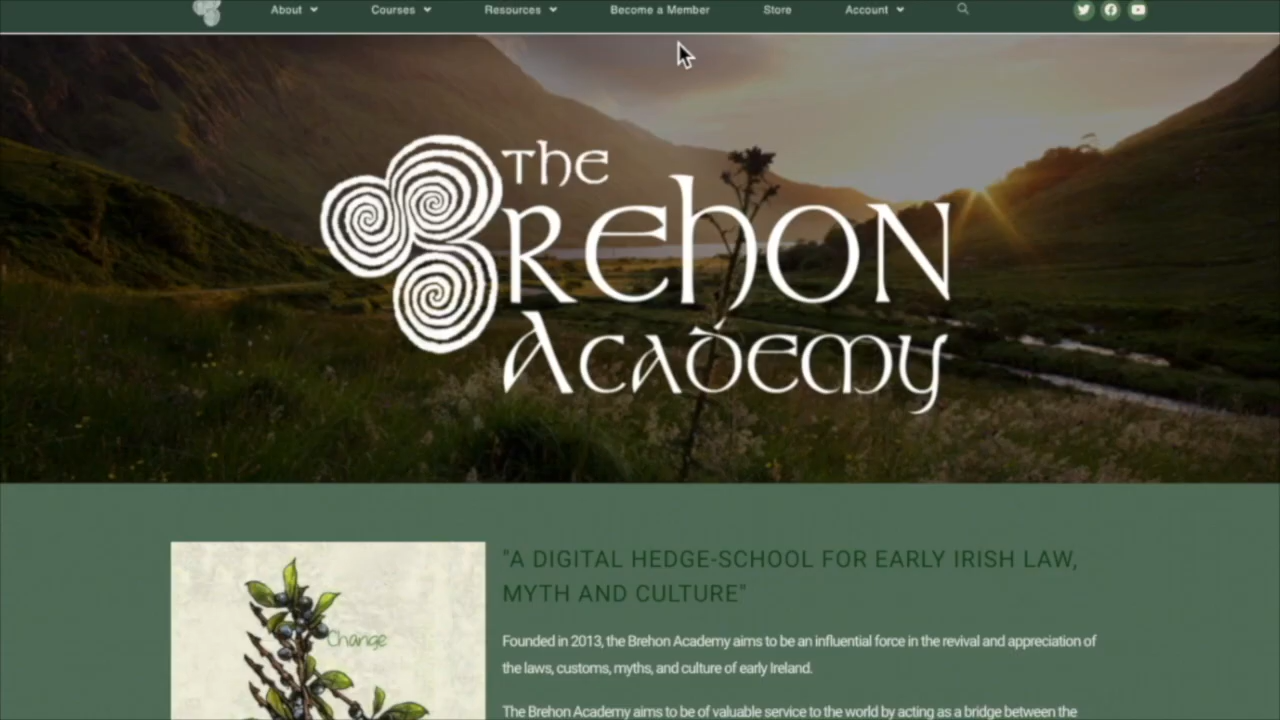 About
Courses
Resources
Become a Member
Store
Account
The
Brehon
Academy
"A DIGITAL HEDGE-SCHOOL FOR EARLY IRISH LAW,
MYTH AND CULTURE"
Change
Founded in 2013, the Brehon Academy aims to be an influential force in the revival and appreciation of
the laws, customs, myths, and culture of early Ireland.
The Brehon Academy aims to be of valuable service to the world by acting as a bridge between the